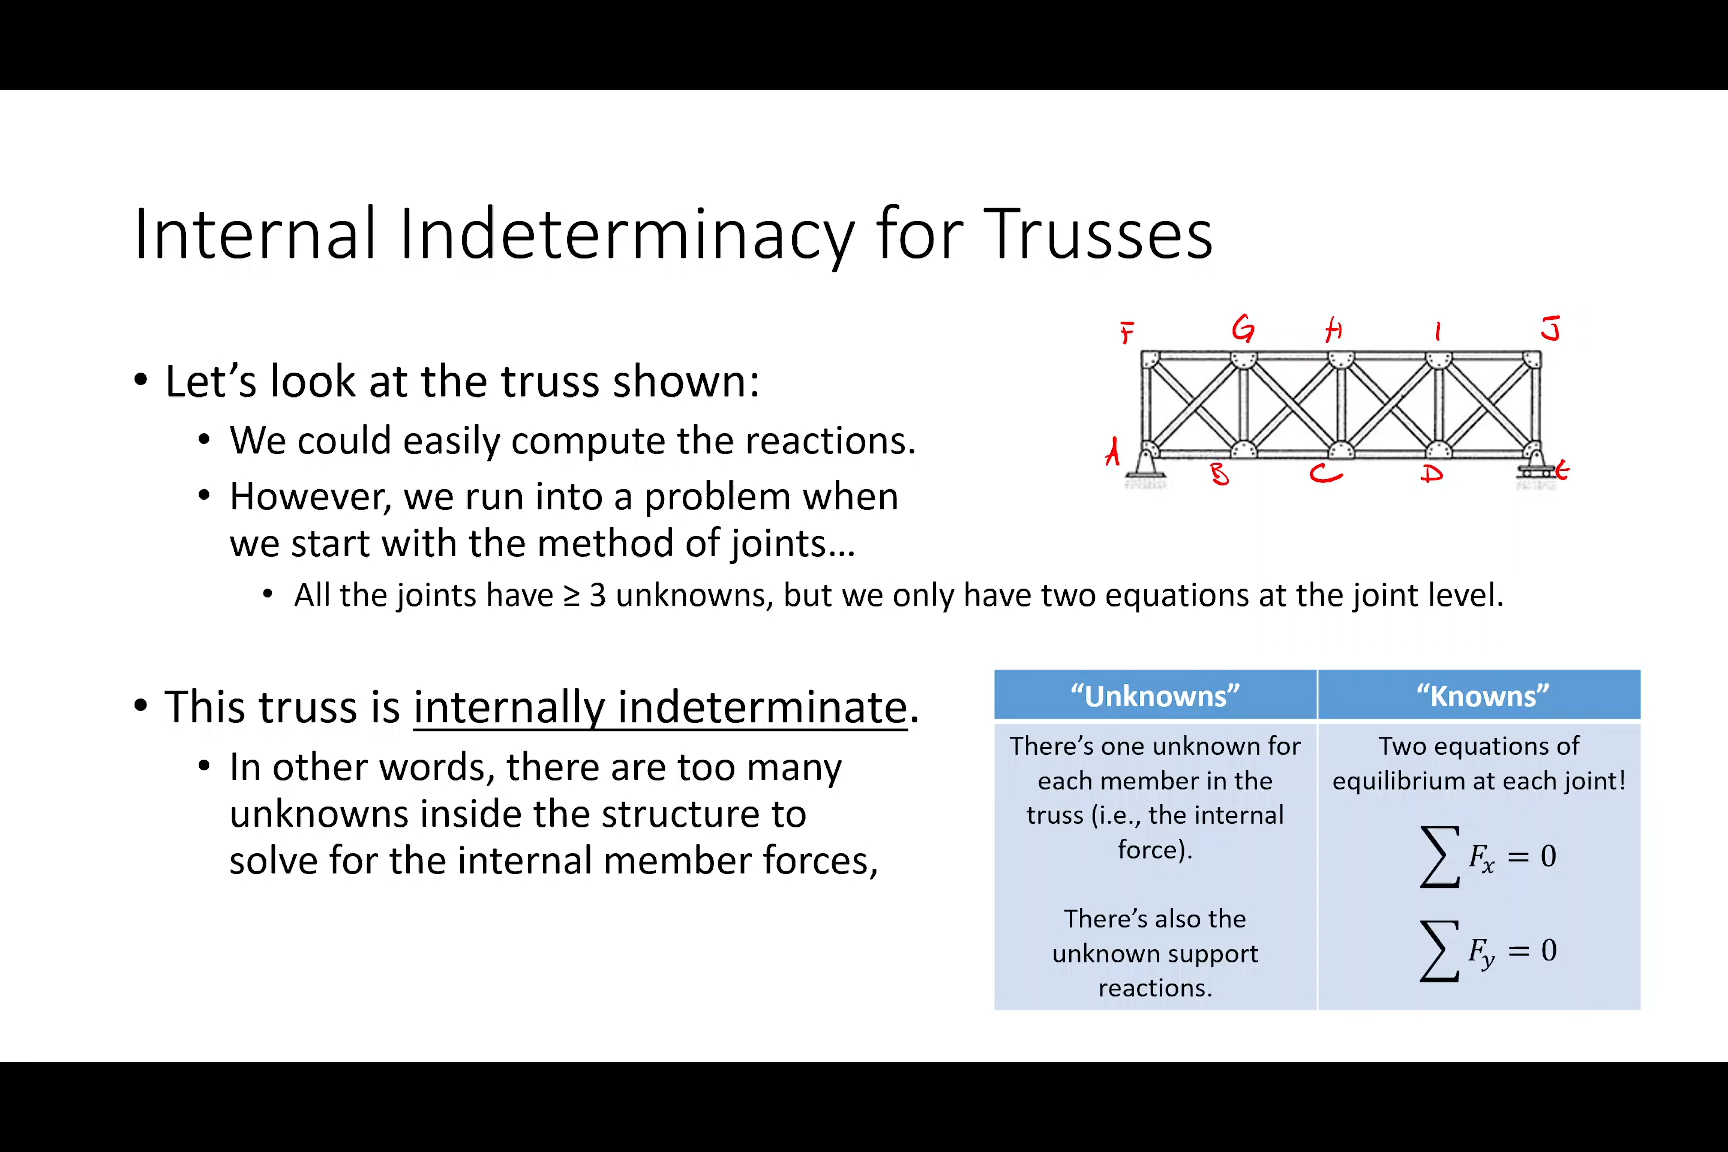 Internal Indeterminacy for Trusses
• Let’s look at the truss shown:
• We could easily compute the reactions.
• However, we run into a problem when
we start with the method of joints…
• All the joints have ≥ 3 unknowns, but we only have two equations at the joint level.
F G H I J
A B C D E
• This truss is internally indeterminate.
• In other words, there are too many
unknowns inside the structure to
solve for the internal member forces,
“Unknowns”
There’s one unknown for
each member in the
truss (i.e., the internal
force).
There’s also the
unknown support
reactions.
“Knowns”
Two equations of
equilibrium at each joint!
∑ Fₓ = 0
∑ F_y = 0